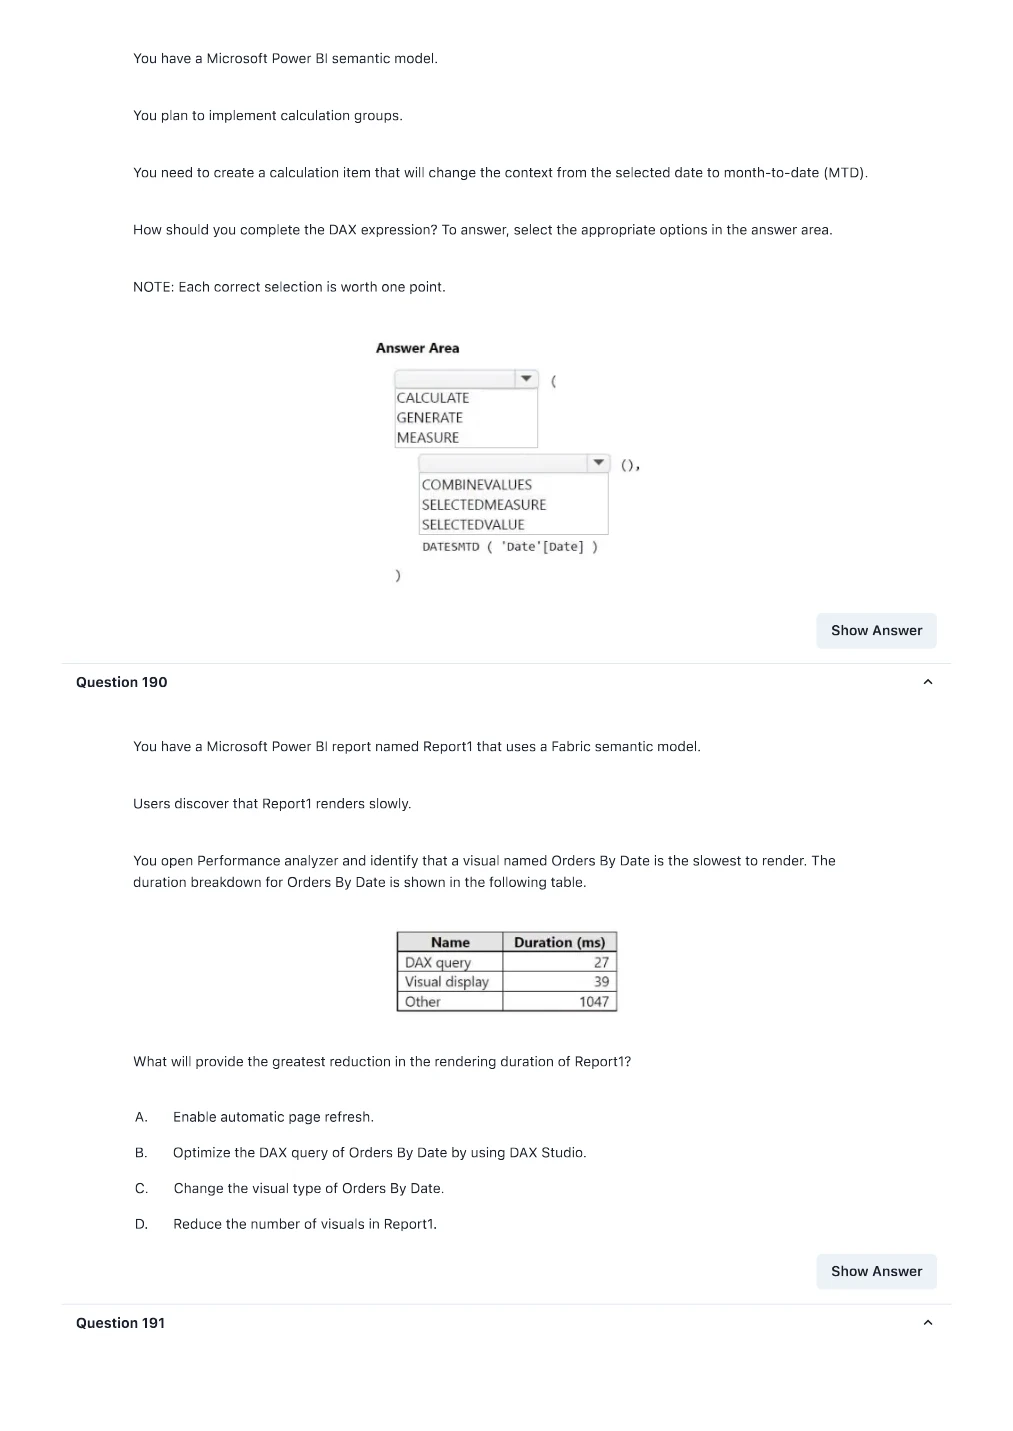 You have a Microsoft Power BI semantic model.
You plan to implement calculation groups.
You need to create a calculation item that will change the context from the selected date to month-to-date (MTD).
How should you complete the DAX expression? To answer, select the appropriate options in the answer area.
NOTE: Each correct selection is worth one point.
Answer Area
(
CALCULATE
GENERATE
MEASURE
(),
COMBINEVALUES
SELECTEDMEASURE
SELECTEDVALUE
DATESMTD ( 'Date'[Date] )
)
Show Answer
Question 190
You have a Microsoft Power BI report named Report1 that uses a Fabric semantic model.
Users discover that Report1 renders slowly.
You open Performance analyzer and identify that a visual named Orders By Date is the slowest to render. The
duration breakdown for Orders By Date is shown in the following table.
Name Duration (ms)
DAX query 27
Visual display 39
Other 1047
What will provide the greatest reduction in the rendering duration of Report1?
A. Enable automatic page refresh.
B. Optimize the DAX query of Orders By Date by using DAX Studio.
C. Change the visual type of Orders By Date.
D. Reduce the number of visuals in Report1.
Show Answer
Question 191